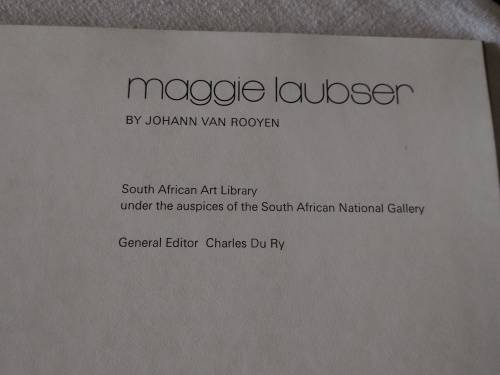 maggie laubser
BY JOHANN VAN ROOYEN
South African Art Library
under the auspices of the South African National Gallery
General Editor Charles Du Ry